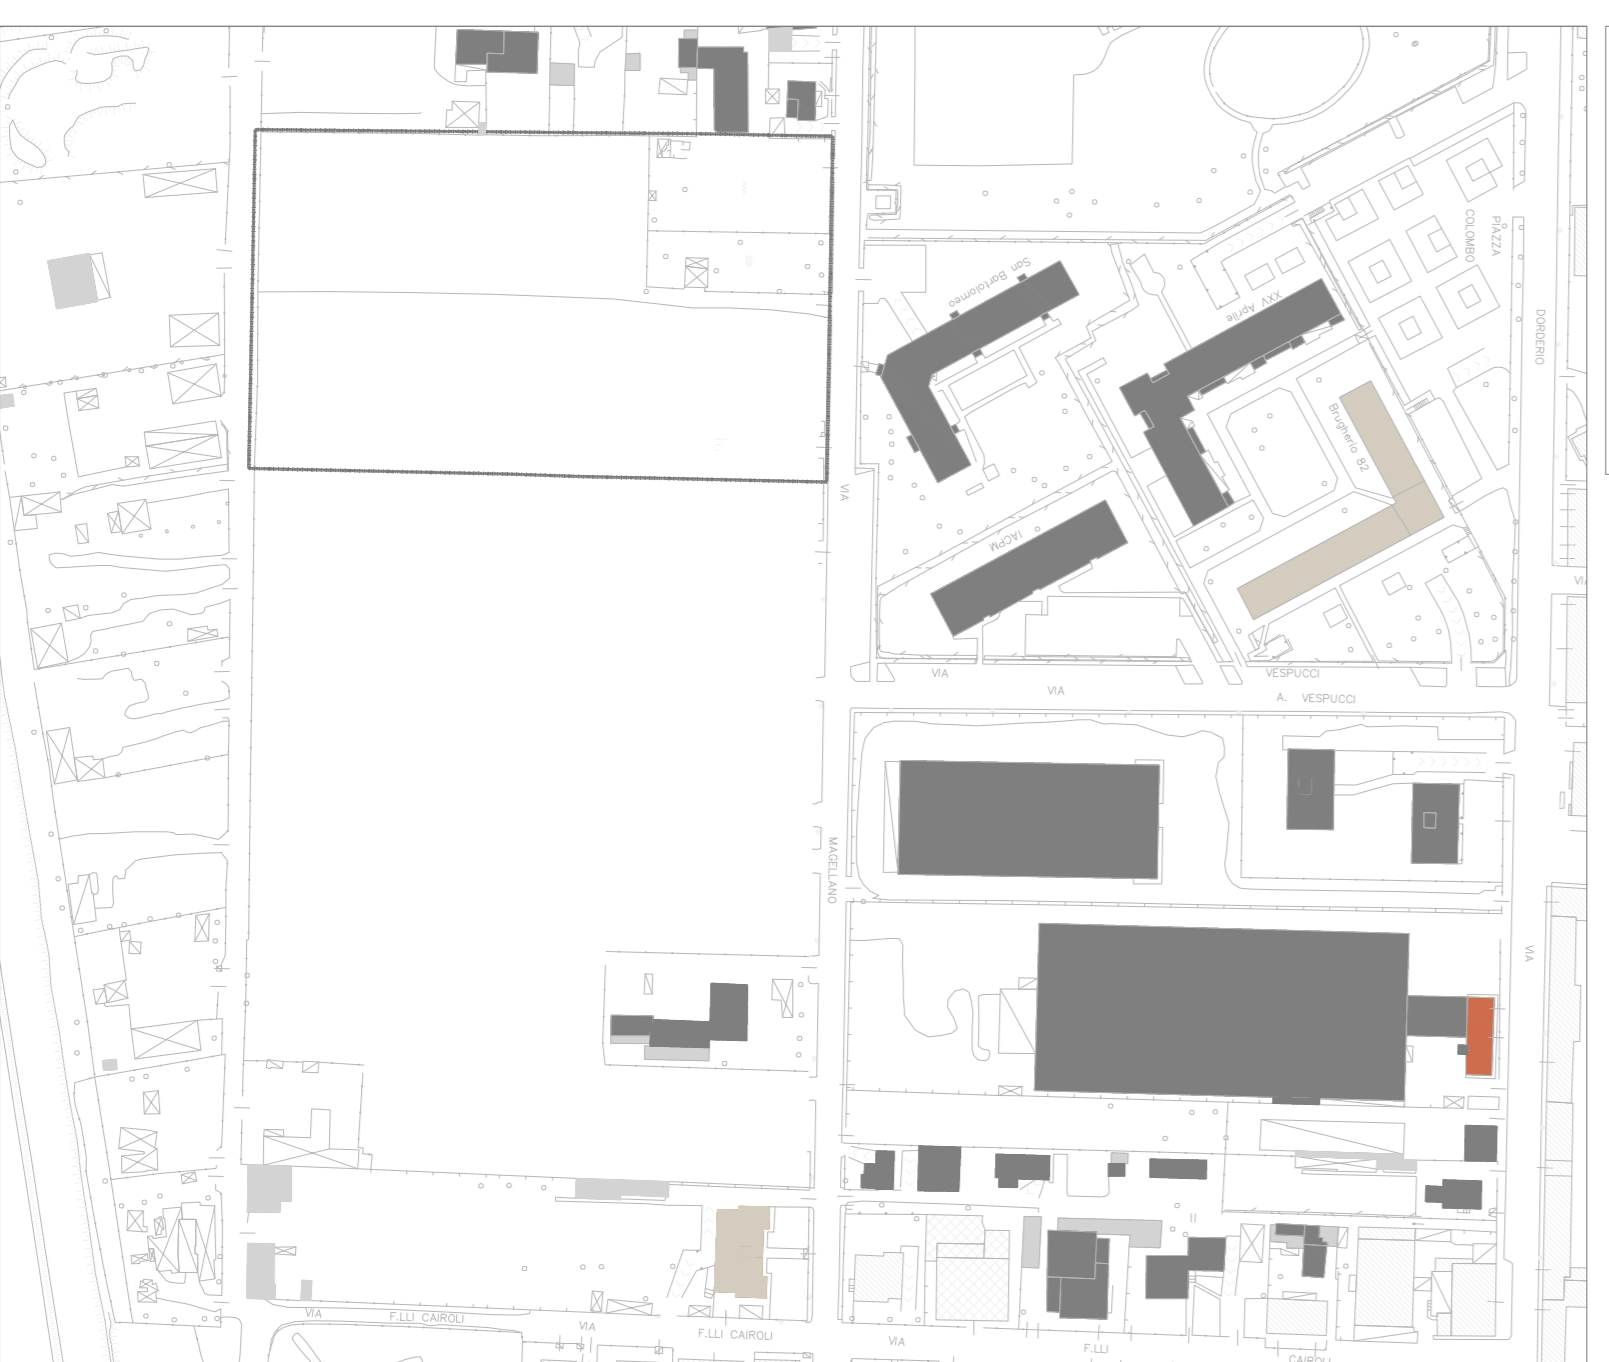 PIAZZA
COLOMBO
San Bartolomeo
XXV Aprile
DORDERIO
Brugherio 82
VIA
IACPM
VIA
VIA
VESPUCCI
VIA
A. VESPUCCI
MAGELLANO
VIA
VIA
F.LLI CAIROLI
VIA
F.LLI CAIROLI
VIA
F.LLI
CAIROLI